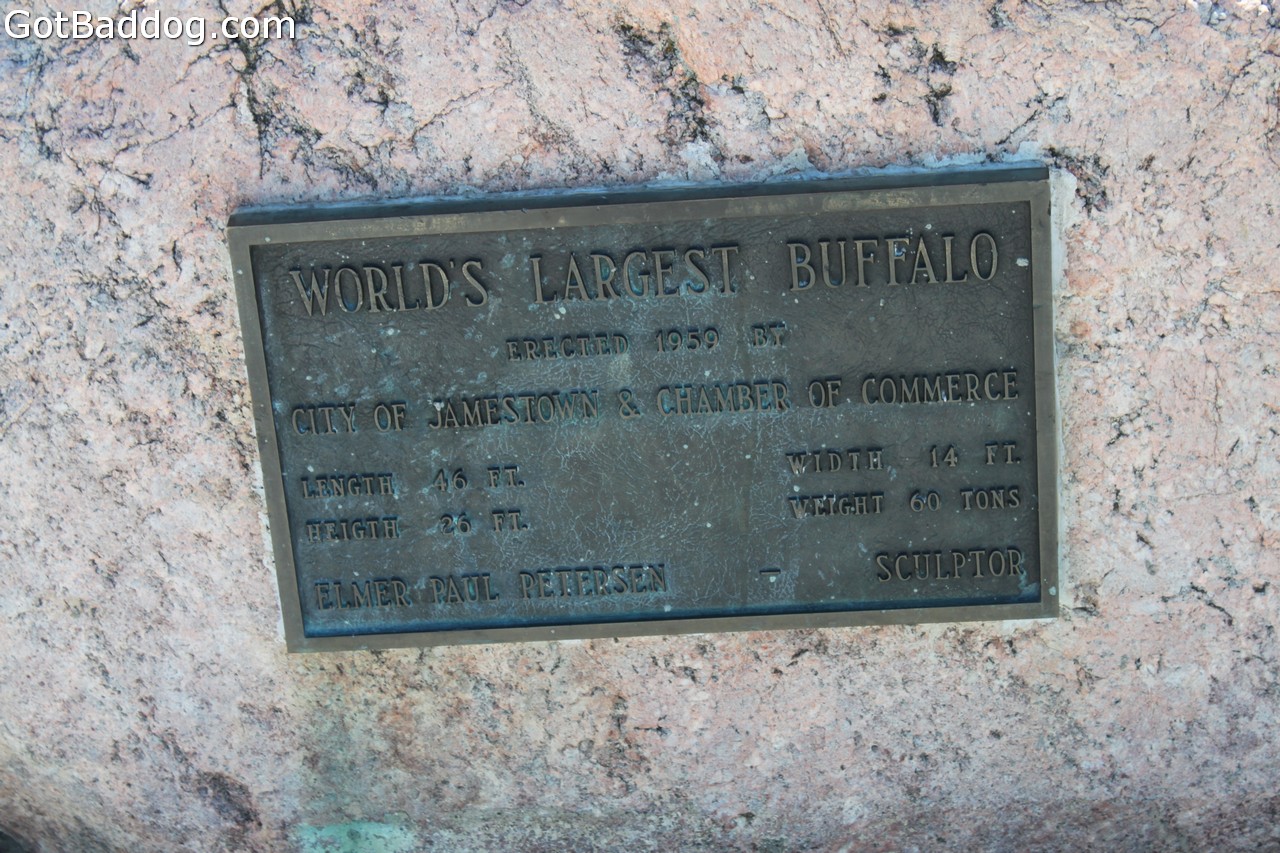 GotBaddog.com
WORLD'S LARGEST BUFFALO
ERECTED 1959 BY
CITY OF JAMESTOWN & CHAMBER OF COMMERCE
LENGTH 46 FT. WIDTH 14 FT.
HEIGTH 26 FT. WEIGHT 60 TONS
ELMER PAUL PETERSEN - SCULPTOR